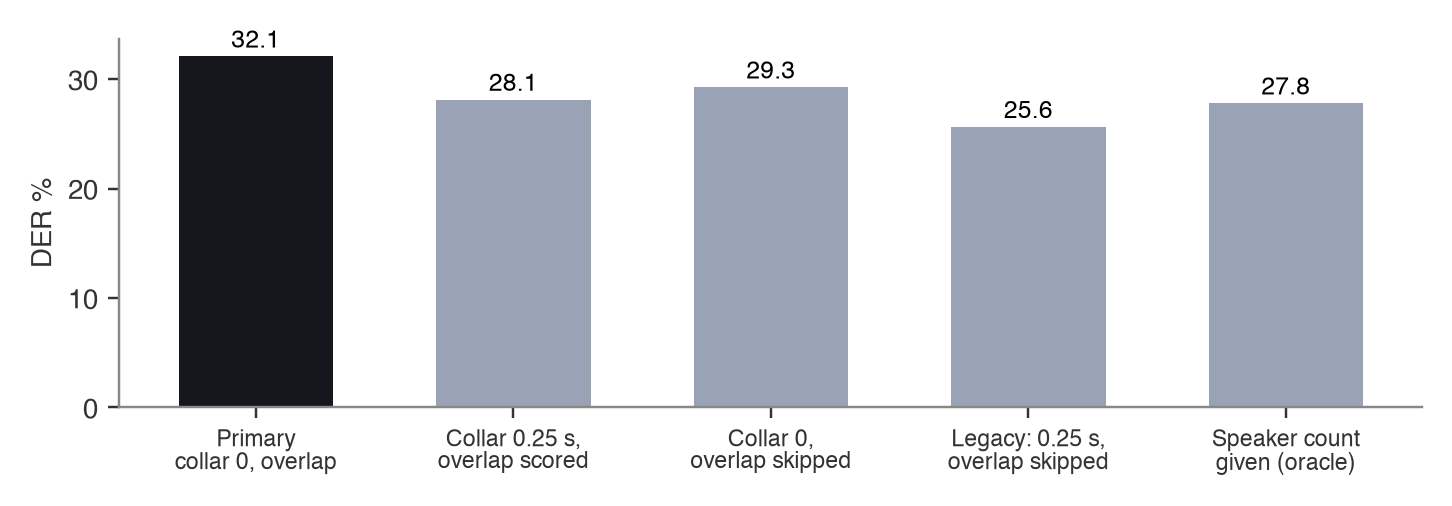 DER %
30
20
10
0
32.1
28.1
29.3
25.6
27.8
Primary
collar 0, overlap
Collar 0.25 s,
overlap scored
Collar 0,
overlap skipped
Legacy: 0.25 s,
overlap skipped
Speaker count
given (oracle)